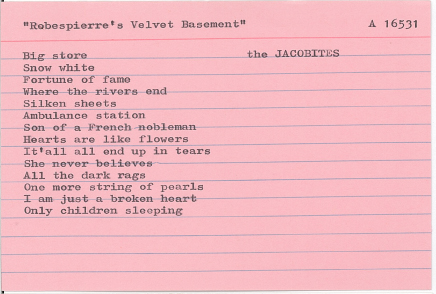 "Robespierre's Velvet Basement" A 16531
Big store the JACOBITES
Snow white
Fortune of fame
Where the rivers end
Silken sheets
Ambulance station
Son of a French nobleman
Hearts are like flowers
It'all all end up in tears
She never believes
All the dark rags
One more string of pearls
I am just a broken heart
Only children sleeping